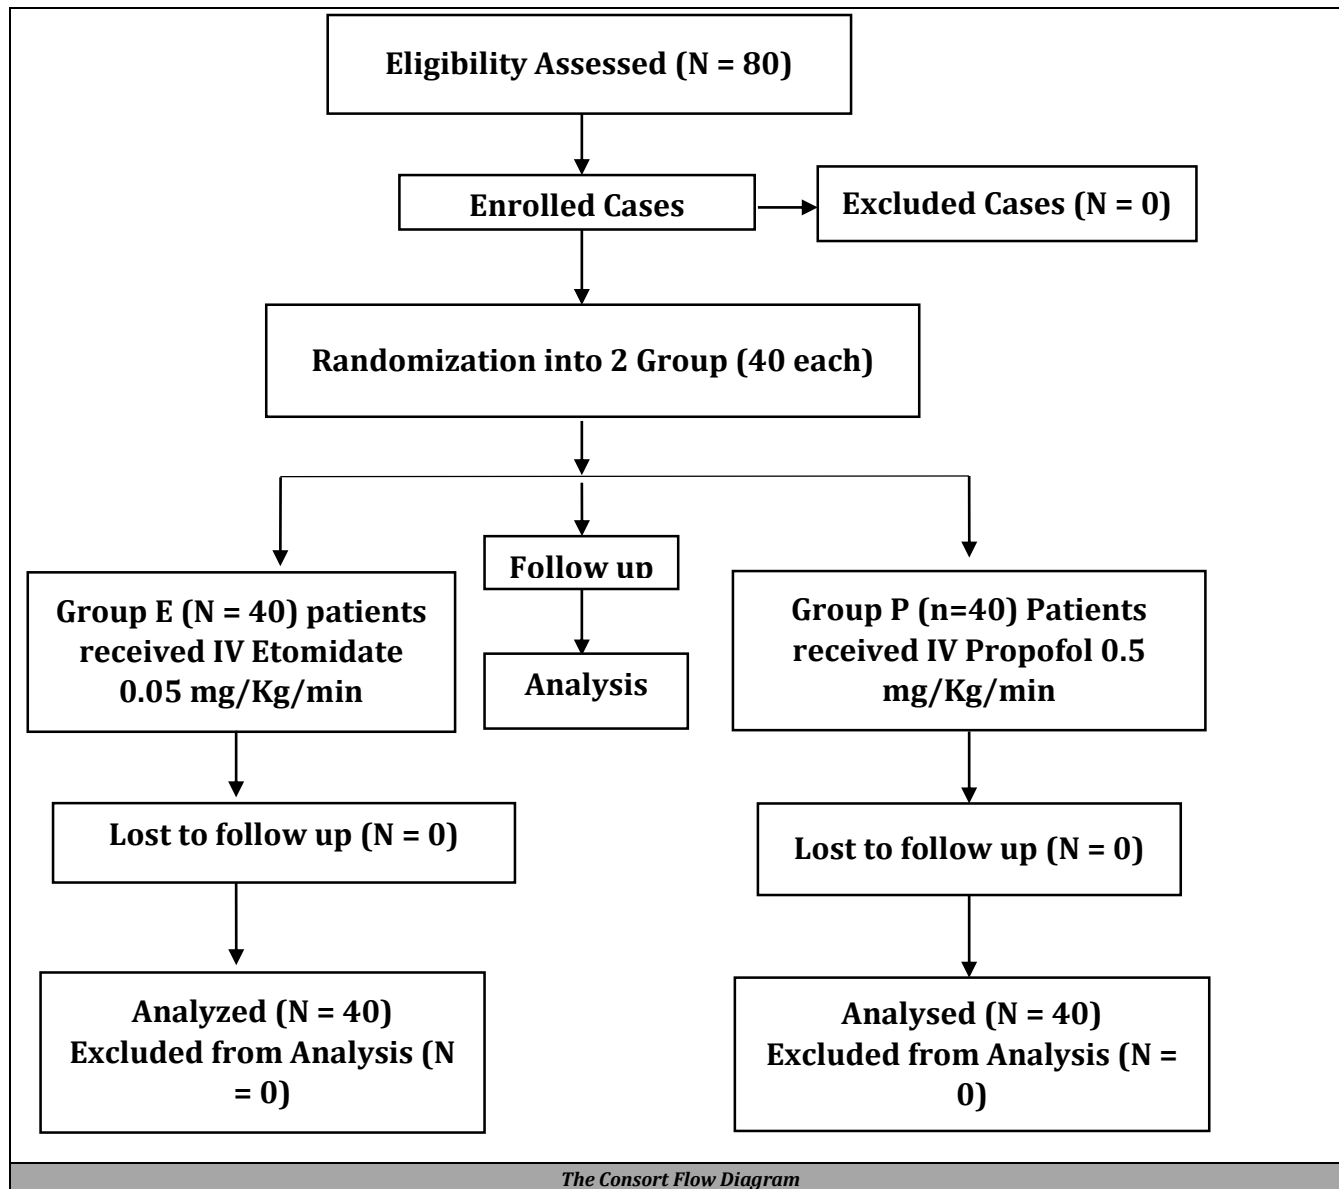 Eligibility Assessed (N = 80)
Enrolled Cases
Excluded Cases (N = 0)
Randomization into 2 Group (40 each)
Follow up
Analysis
Group E (N = 40) patients
received IV Etomidate
0.05 mg/Kg/min
Group P (n=40) Patients
received IV Propofol 0.5
mg/Kg/min
Lost to follow up (N = 0)
Lost to follow up (N = 0)
Analyzed (N = 40)
Excluded from Analysis (N
= 0)
Analysed (N = 40)
Excluded from Analysis (N =
0)
The Consort Flow Diagram